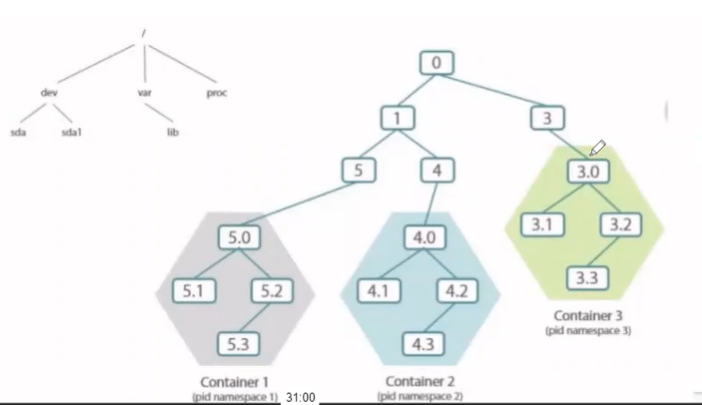 /
dev var proc
sda sda1 lib
0
1 3
5 4 3.0
3.1 3.2
5.0 4.0
3.3
5.1 5.2 4.1 4.2
Container 3
(pid namespace 3)
5.3 4.3
Container 1 Container 2
(pid namespace 1) 31:00 (pid namespace 2)